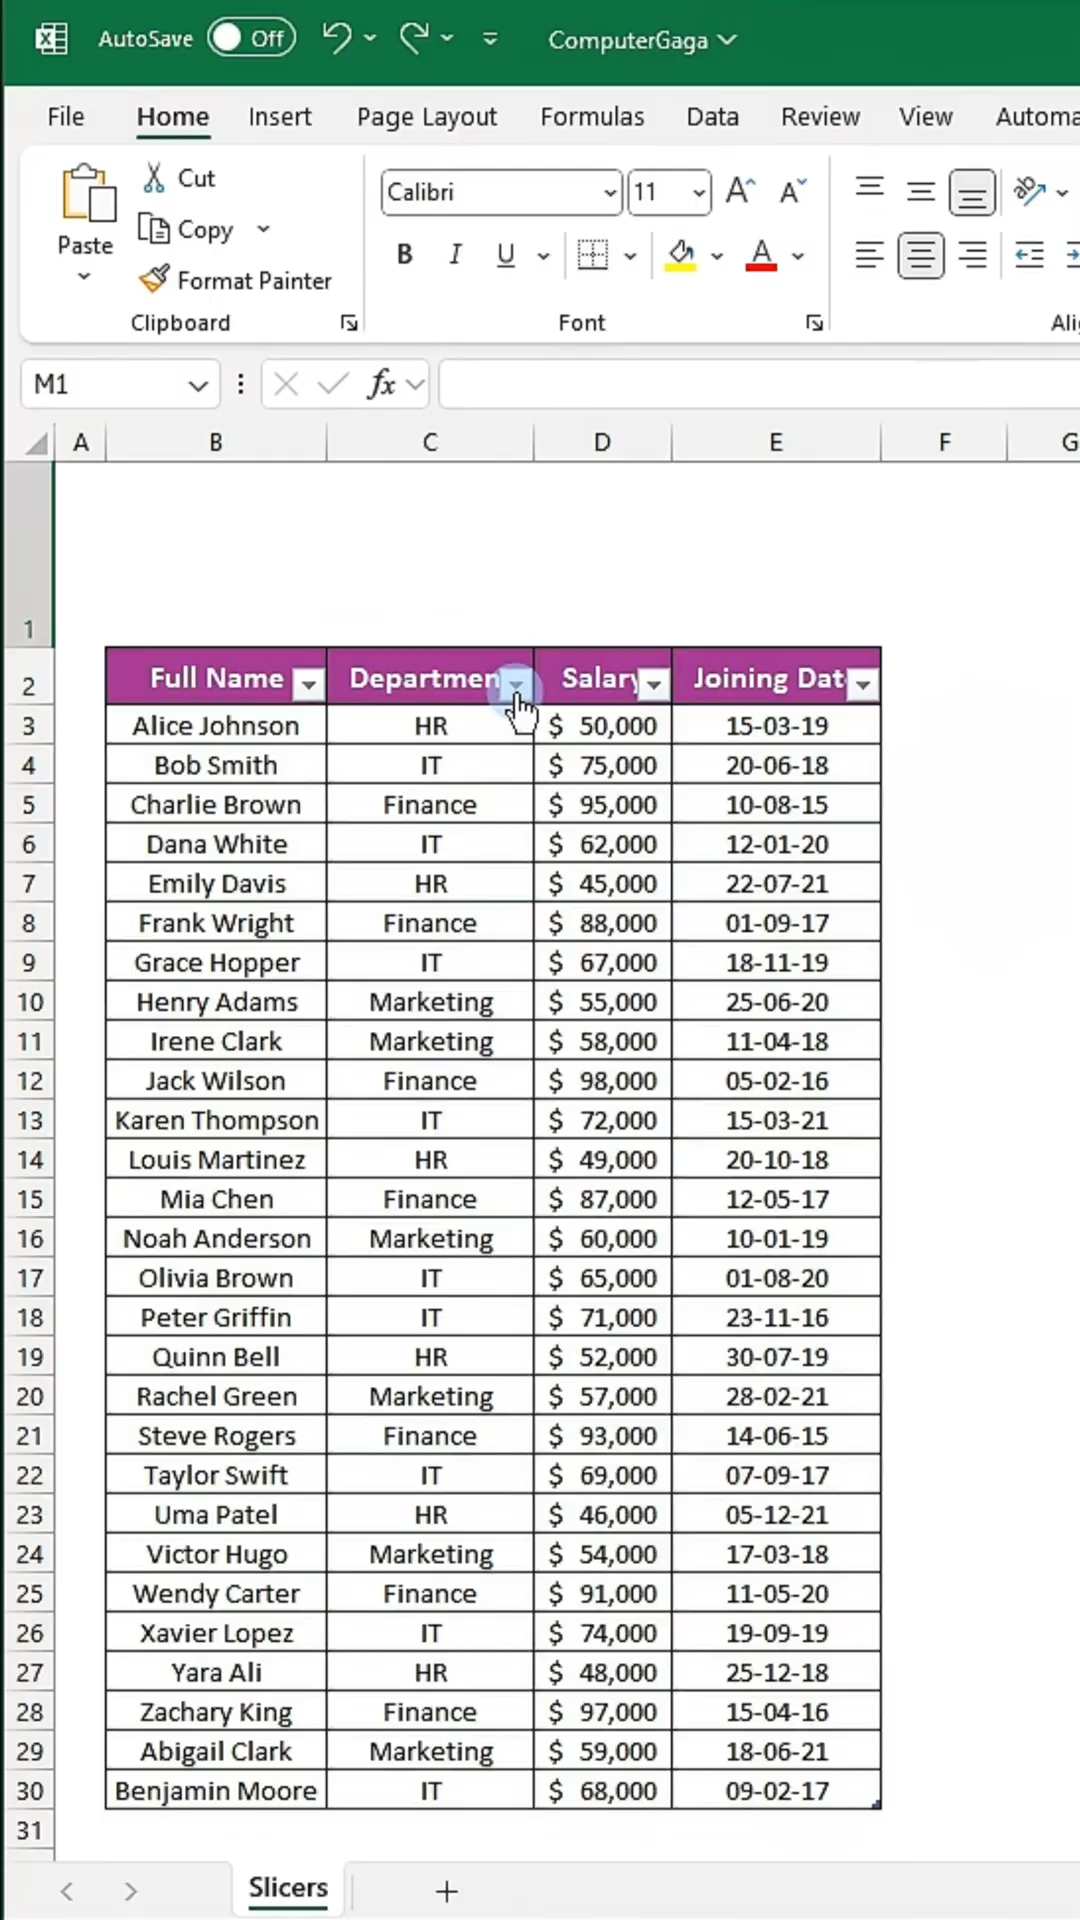 AutoSave Off ComputerGaga
File Home Insert Page Layout Formulas Data Review View Automa
Cut
Copy
Paste
Format Painter
Clipboard
Calibri 11
B I U A
Font
Ali
M1 fx
A B C D E F G
1
2 Full Name Departmen Salary Joining Dat
3 Alice Johnson HR $ 50,000 15-03-19
4 Bob Smith IT $ 75,000 20-06-18
5 Charlie Brown Finance $ 95,000 10-08-15
6 Dana White IT $ 62,000 12-01-20
7 Emily Davis HR $ 45,000 22-07-21
8 Frank Wright Finance $ 88,000 01-09-17
9 Grace Hopper IT $ 67,000 18-11-19
10 Henry Adams Marketing $ 55,000 25-06-20
11 Irene Clark Marketing $ 58,000 11-04-18
12 Jack Wilson Finance $ 98,000 05-02-16
13 Karen Thompson IT $ 72,000 15-03-21
14 Louis Martinez HR $ 49,000 20-10-18
15 Mia Chen Finance $ 87,000 12-05-17
16 Noah Anderson Marketing $ 60,000 10-01-19
17 Olivia Brown IT $ 65,000 01-08-20
18 Peter Griffin IT $ 71,000 23-11-16
19 Quinn Bell HR $ 52,000 30-07-19
20 Rachel Green Marketing $ 57,000 28-02-21
21 Steve Rogers Finance $ 93,000 14-06-15
22 Taylor Swift IT $ 69,000 07-09-17
23 Uma Patel HR $ 46,000 05-12-21
24 Victor Hugo Marketing $ 54,000 17-03-18
25 Wendy Carter Finance $ 91,000 11-05-20
26 Xavier Lopez IT $ 74,000 19-09-19
27 Yara Ali HR $ 48,000 25-12-18
28 Zachary King Finance $ 97,000 15-04-16
29 Abigail Clark Marketing $ 59,000 18-06-21
30 Benjamin Moore IT $ 68,000 09-02-17
31
Slicers